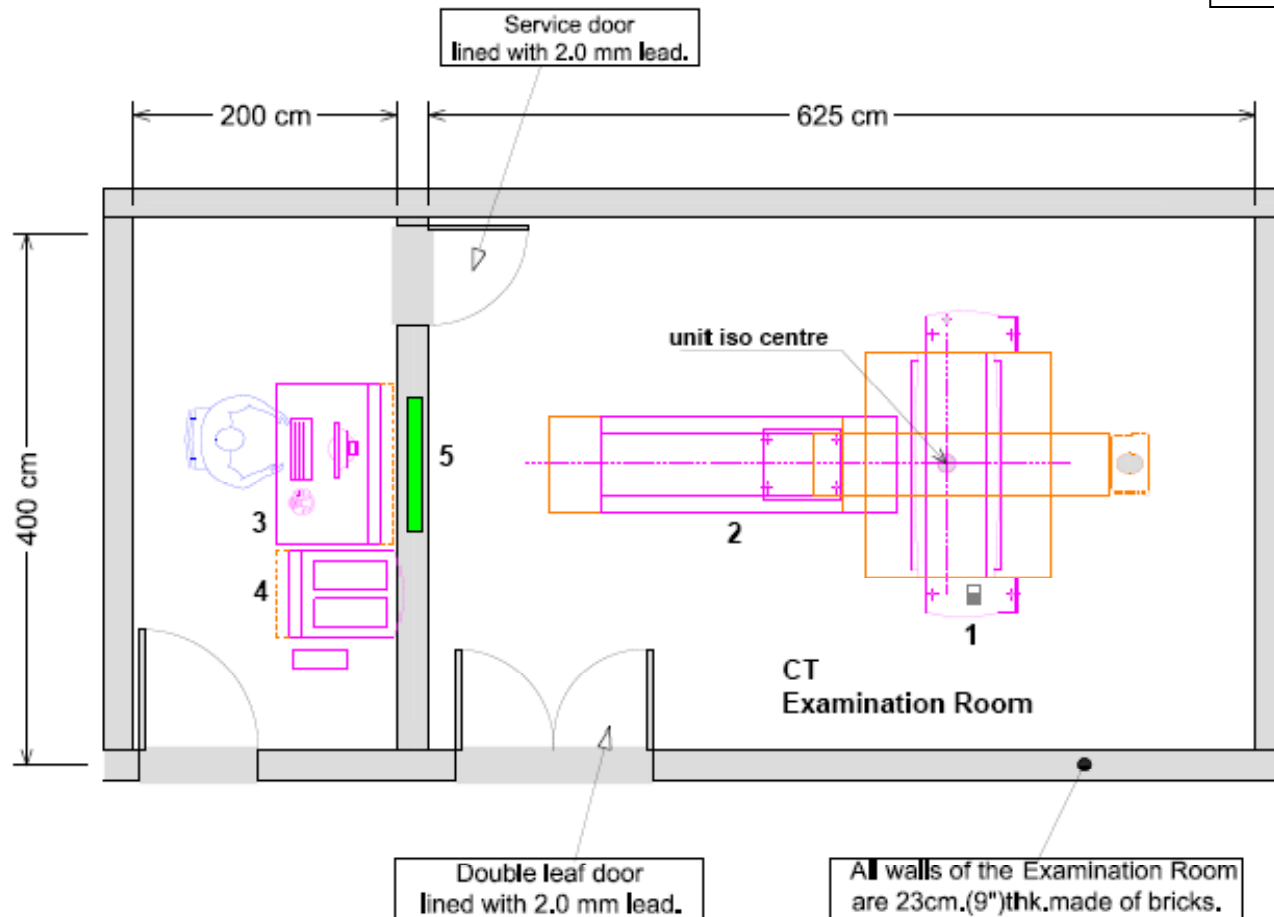 Service door
lined with 2.0 mm lead.
200 cm
625 cm
400 cm
unit iso centre
5
3
2
4
1
CT
Examination Room
Double leaf door
lined with 2.0 mm lead.
All walls of the Examination Room
are 23cm.(9")thk.made of bricks.